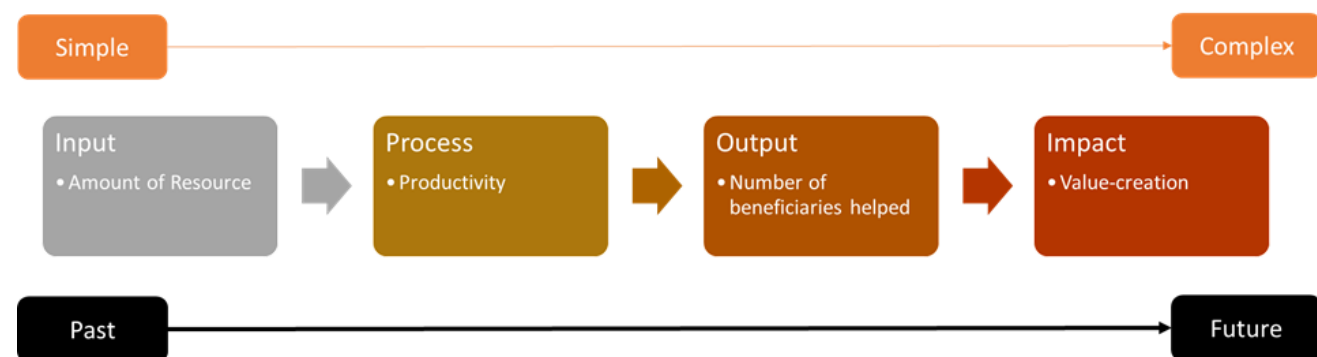 Simple
Complex
Input
• Amount of Resource
Process
• Productivity
Output
• Number of
beneficiaries helped
Impact
• Value-creation
Past
Future